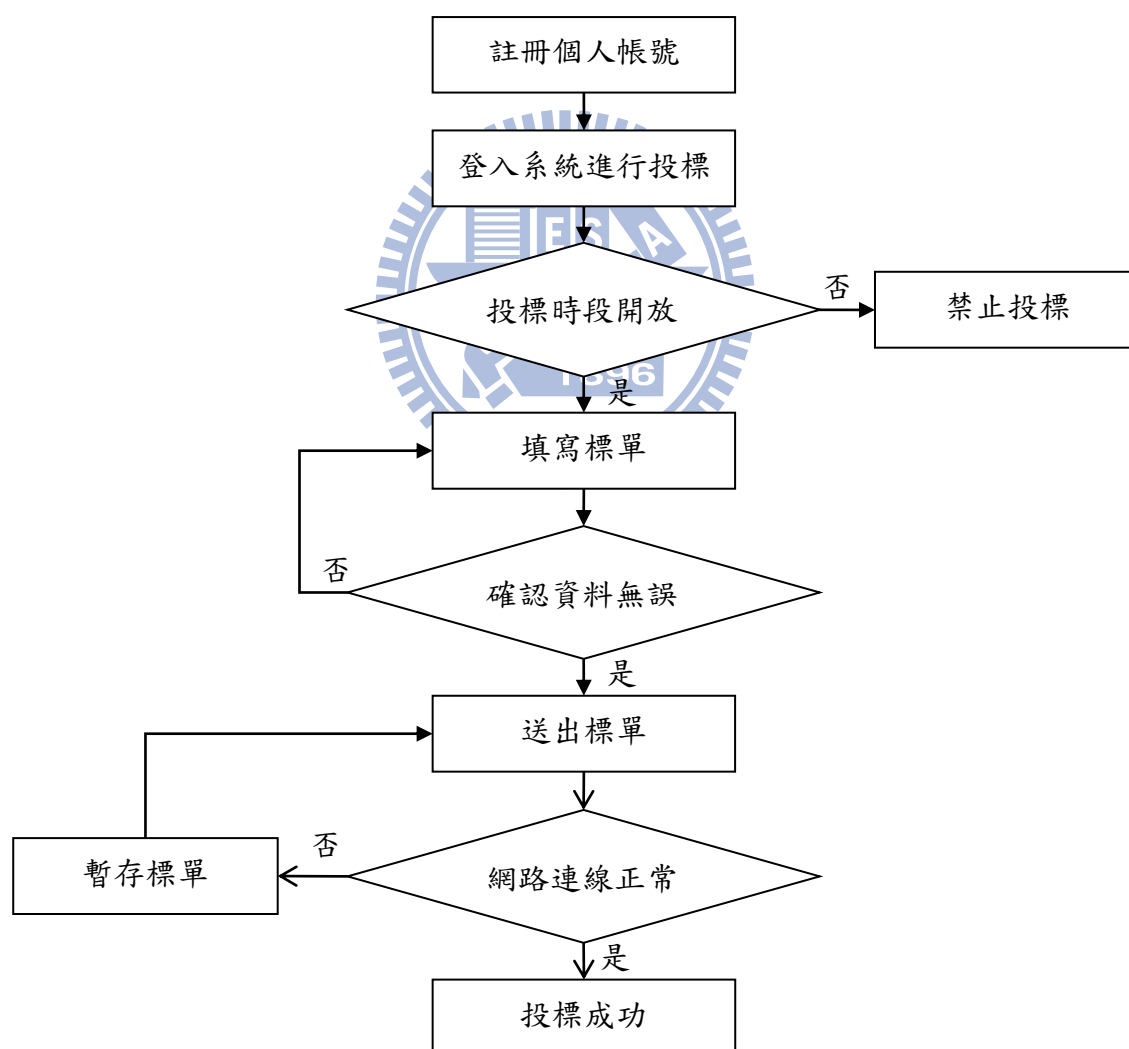 註冊個人帳號
登入系統進行投標
E S A
投標時段開放
否
禁止投標
1896
是
填寫標單
否
確認資料無誤
是
送出標單
否
暫存標單
網路連線正常
是
投標成功